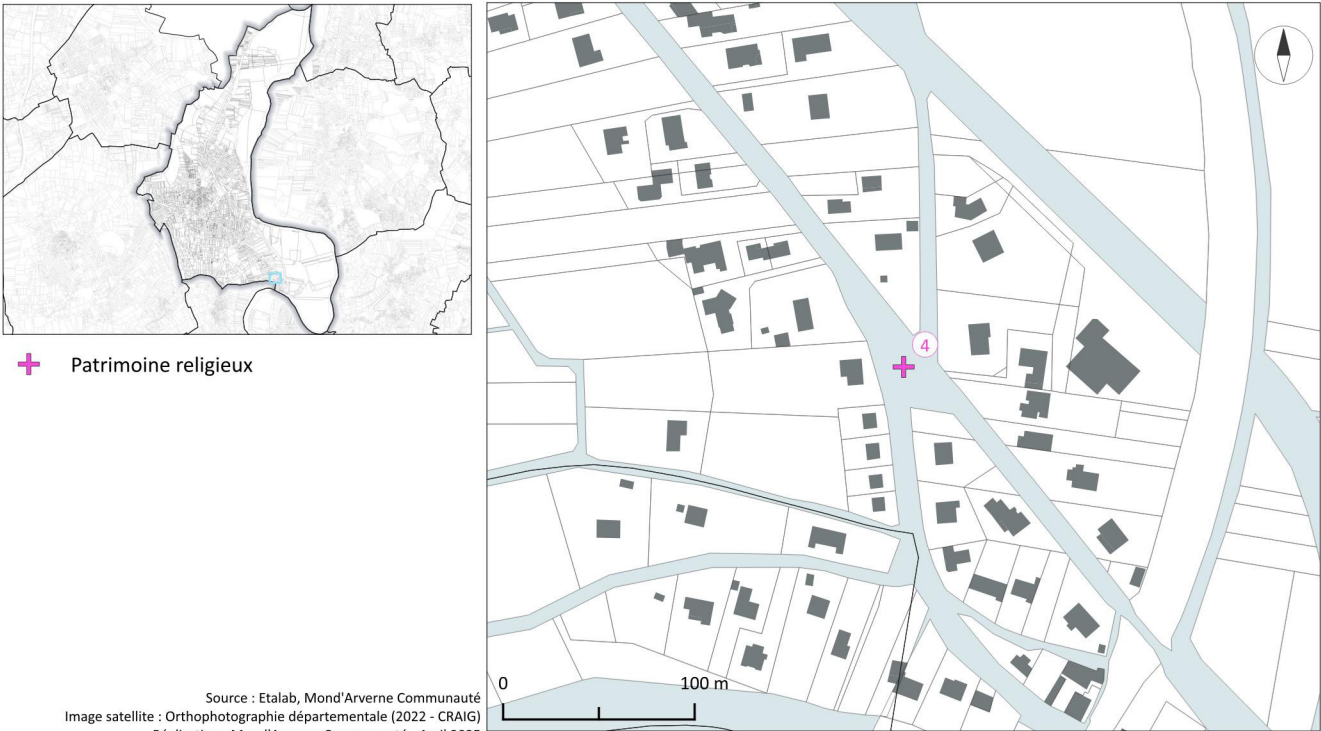 Patrimoine religieux
4
0 100 m
Source : Etalab, Mond'Arverne Communauté
Image satellite : Orthophotographie départementale (2022 - CRAIG)